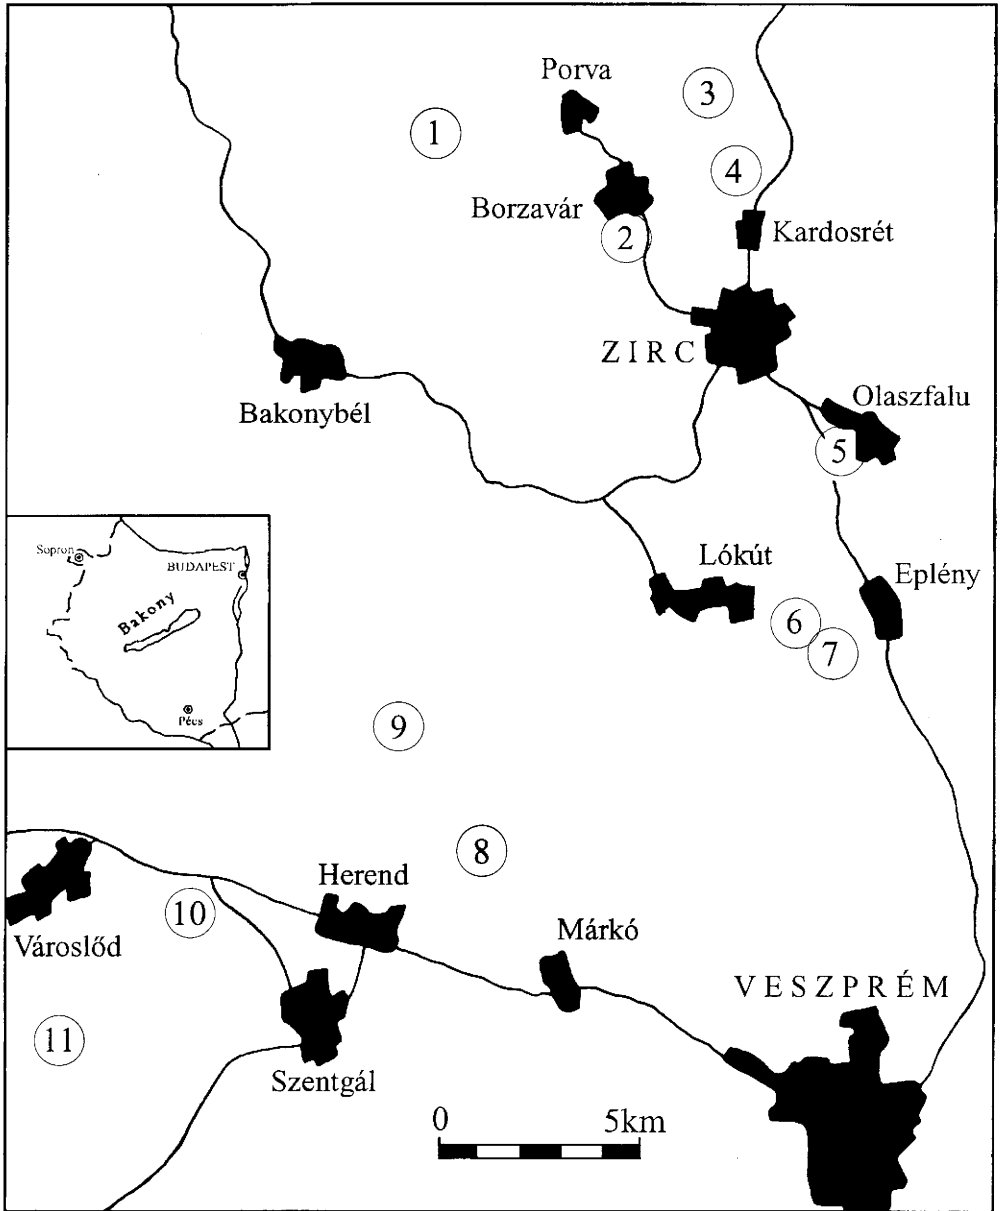 Porva
3
1
4
Borzavár
2
Kardosrét
ZIRC
Olaszfalu
Bakonybél
5
Sopron
BUDAPEST
Bakony
Pécs
Lókút
Eplény
6
7
9
8
Herend
10
Városlőd
Márkó
VESZPRÉM
11
Szentgál
0 5km